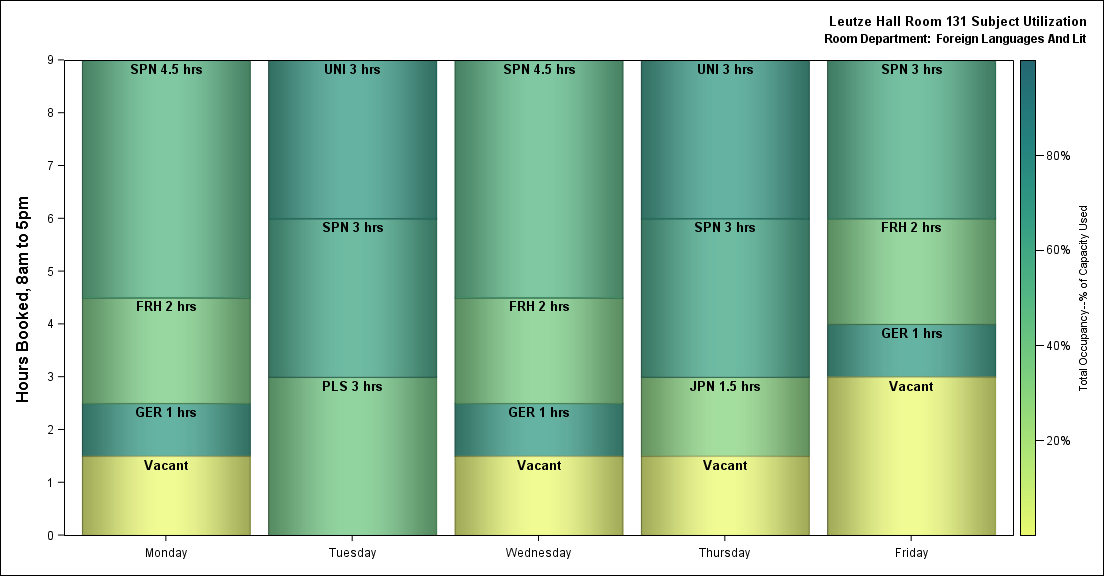 Leutze Hall Room 131 Subject Utilization
Room Department: Foreign Languages And Lit
Hours Booked, 8am to 5pm
9
8
7
6
5
4
3
2
1
0
SPN 4.5 hrs
FRH 2 hrs
GER 1 hrs
Vacant
Monday
UNI 3 hrs
SPN 3 hrs
PLS 3 hrs
Tuesday
SPN 4.5 hrs
FRH 2 hrs
GER 1 hrs
Vacant
Wednesday
UNI 3 hrs
SPN 3 hrs
JPN 1.5 hrs
Vacant
Thursday
SPN 3 hrs
FRH 2 hrs
GER 1 hrs
Vacant
Friday
80%
60%
40%
20%
Total Occupancy--% of Capacity Used